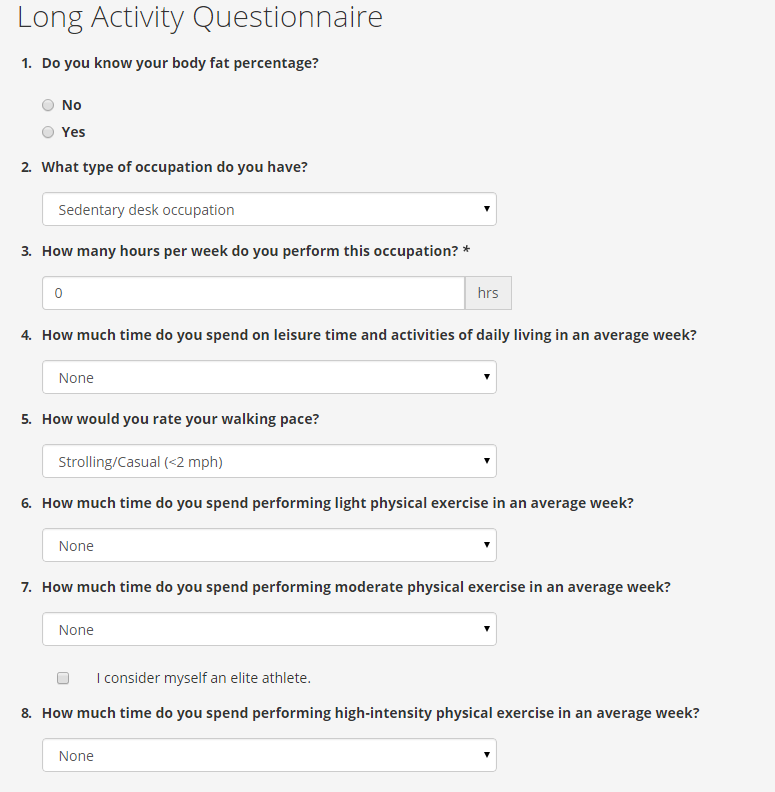 Long Activity Questionnaire
1. Do you know your body fat percentage?
No
Yes
2. What type of occupation do you have?
Sedentary desk occupation
3. How many hours per week do you perform this occupation? *
0 hrs
4. How much time do you spend on leisure time and activities of daily living in an average week?
None
5. How would you rate your walking pace?
Strolling/Casual (<2 mph)
6. How much time do you spend performing light physical exercise in an average week?
None
7. How much time do you spend performing moderate physical exercise in an average week?
None
I consider myself an elite athlete.
8. How much time do you spend performing high-intensity physical exercise in an average week?
None